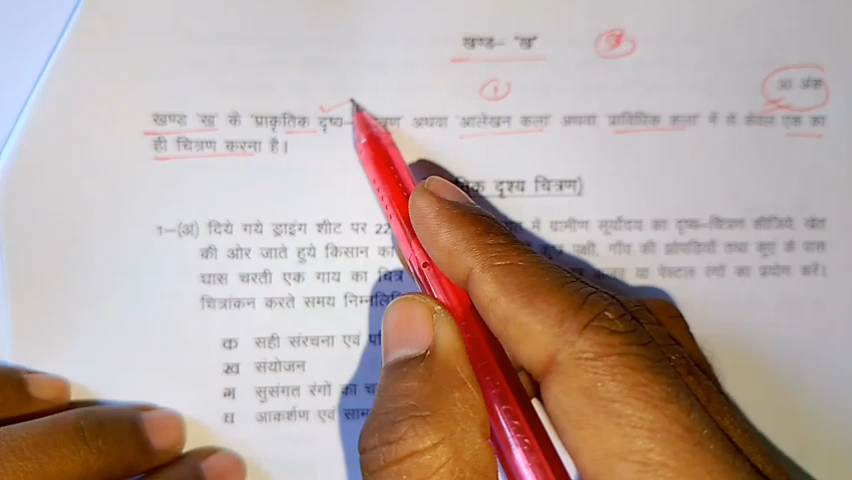 खण्ड– 'ख'
①
30 अंक
खण्ड 'ख' के 'प्राकृतिक दृश्य– अथवा 'आलेखन कला' अथवा 'प्राविधिक कला' में से केवल एक का
ही चित्रण करना है।
दृश्य चित्रण)
1–(अ) दिये गये ड्राइंग शीट पर 22 में ग्रामीण सूर्योदय का दृश्य–चित्रण कीजिये, खेत
की ओर जाते हुये किसान का पक्षी, गाँव की झोपड़ियाँ तथा कुएं के पास
घास चरती एक गाय का चित्र या पेस्टल रंगों का प्रयोग करें।
चित्रांकन करते समय
क सही संरचना एवं
ख संयोजन
ग सुसंगत रंगों का
घ आकर्षण एवं